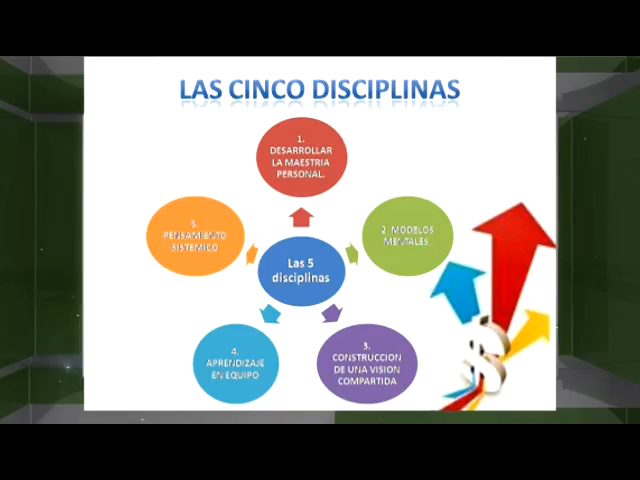 LAS CINCO DISCIPLINAS
1.
DESARROLLAR
LA MAESTRIA
PERSONAL.
2. MODELOS
MENTALES.
3.
CONSTRUCCION
DE UNA VISION
COMPARTIDA
4.
APRENDIZAJE
EN EQUIPO
5.
PENSAMIENTO
SISTEMICO
Las 5
disciplinas